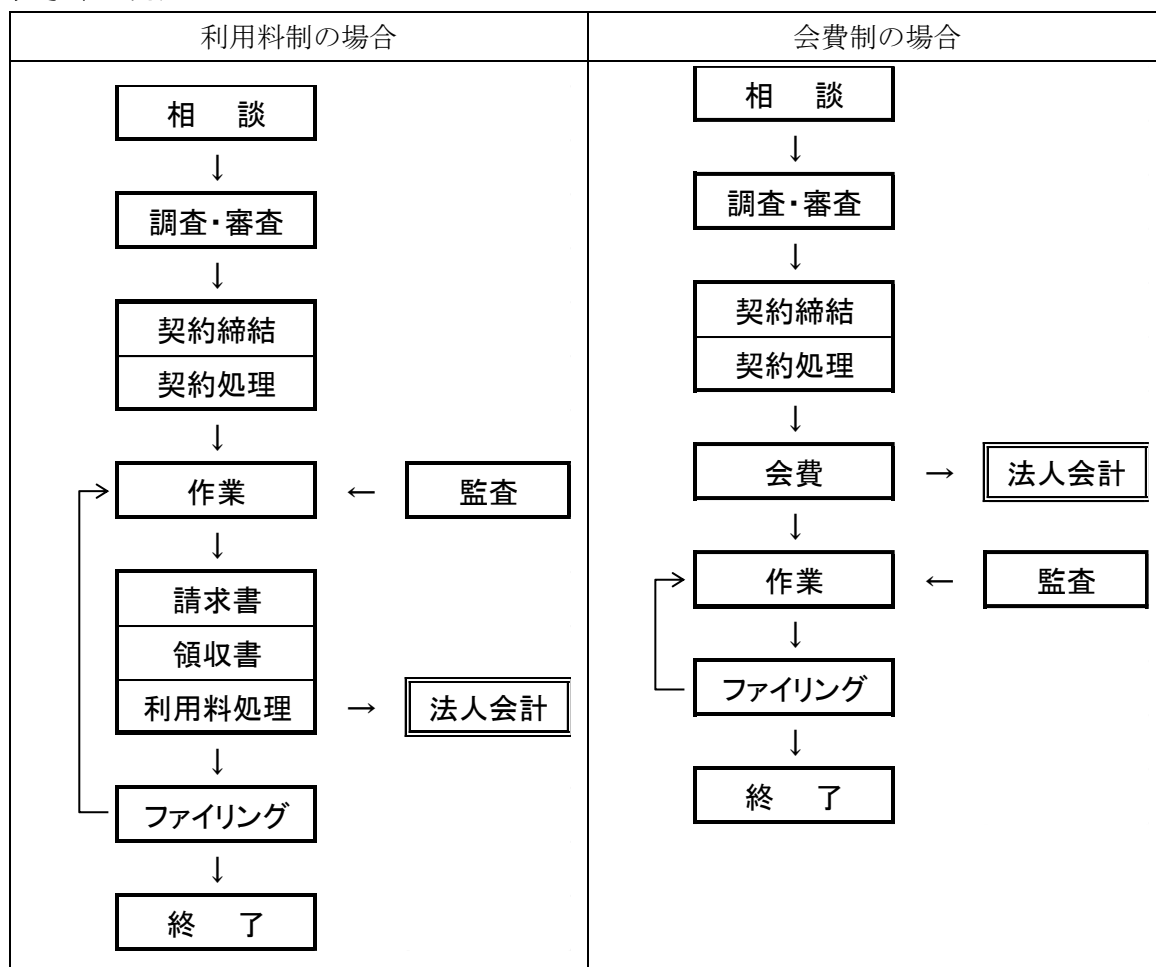 利用料制の場合
相 談
↓
調査・審査
↓
契約締結
契約処理
↓
作業 ← 監査
↓
請求書
領収書
利用料処理 → 法人会計
↓
ファイリング
↓
終 了
会費制の場合
相 談
↓
調査・審査
↓
契約締結
契約処理
↓
会費 → 法人会計
↓
作業 ← 監査
↓
ファイリング
↓
終 了